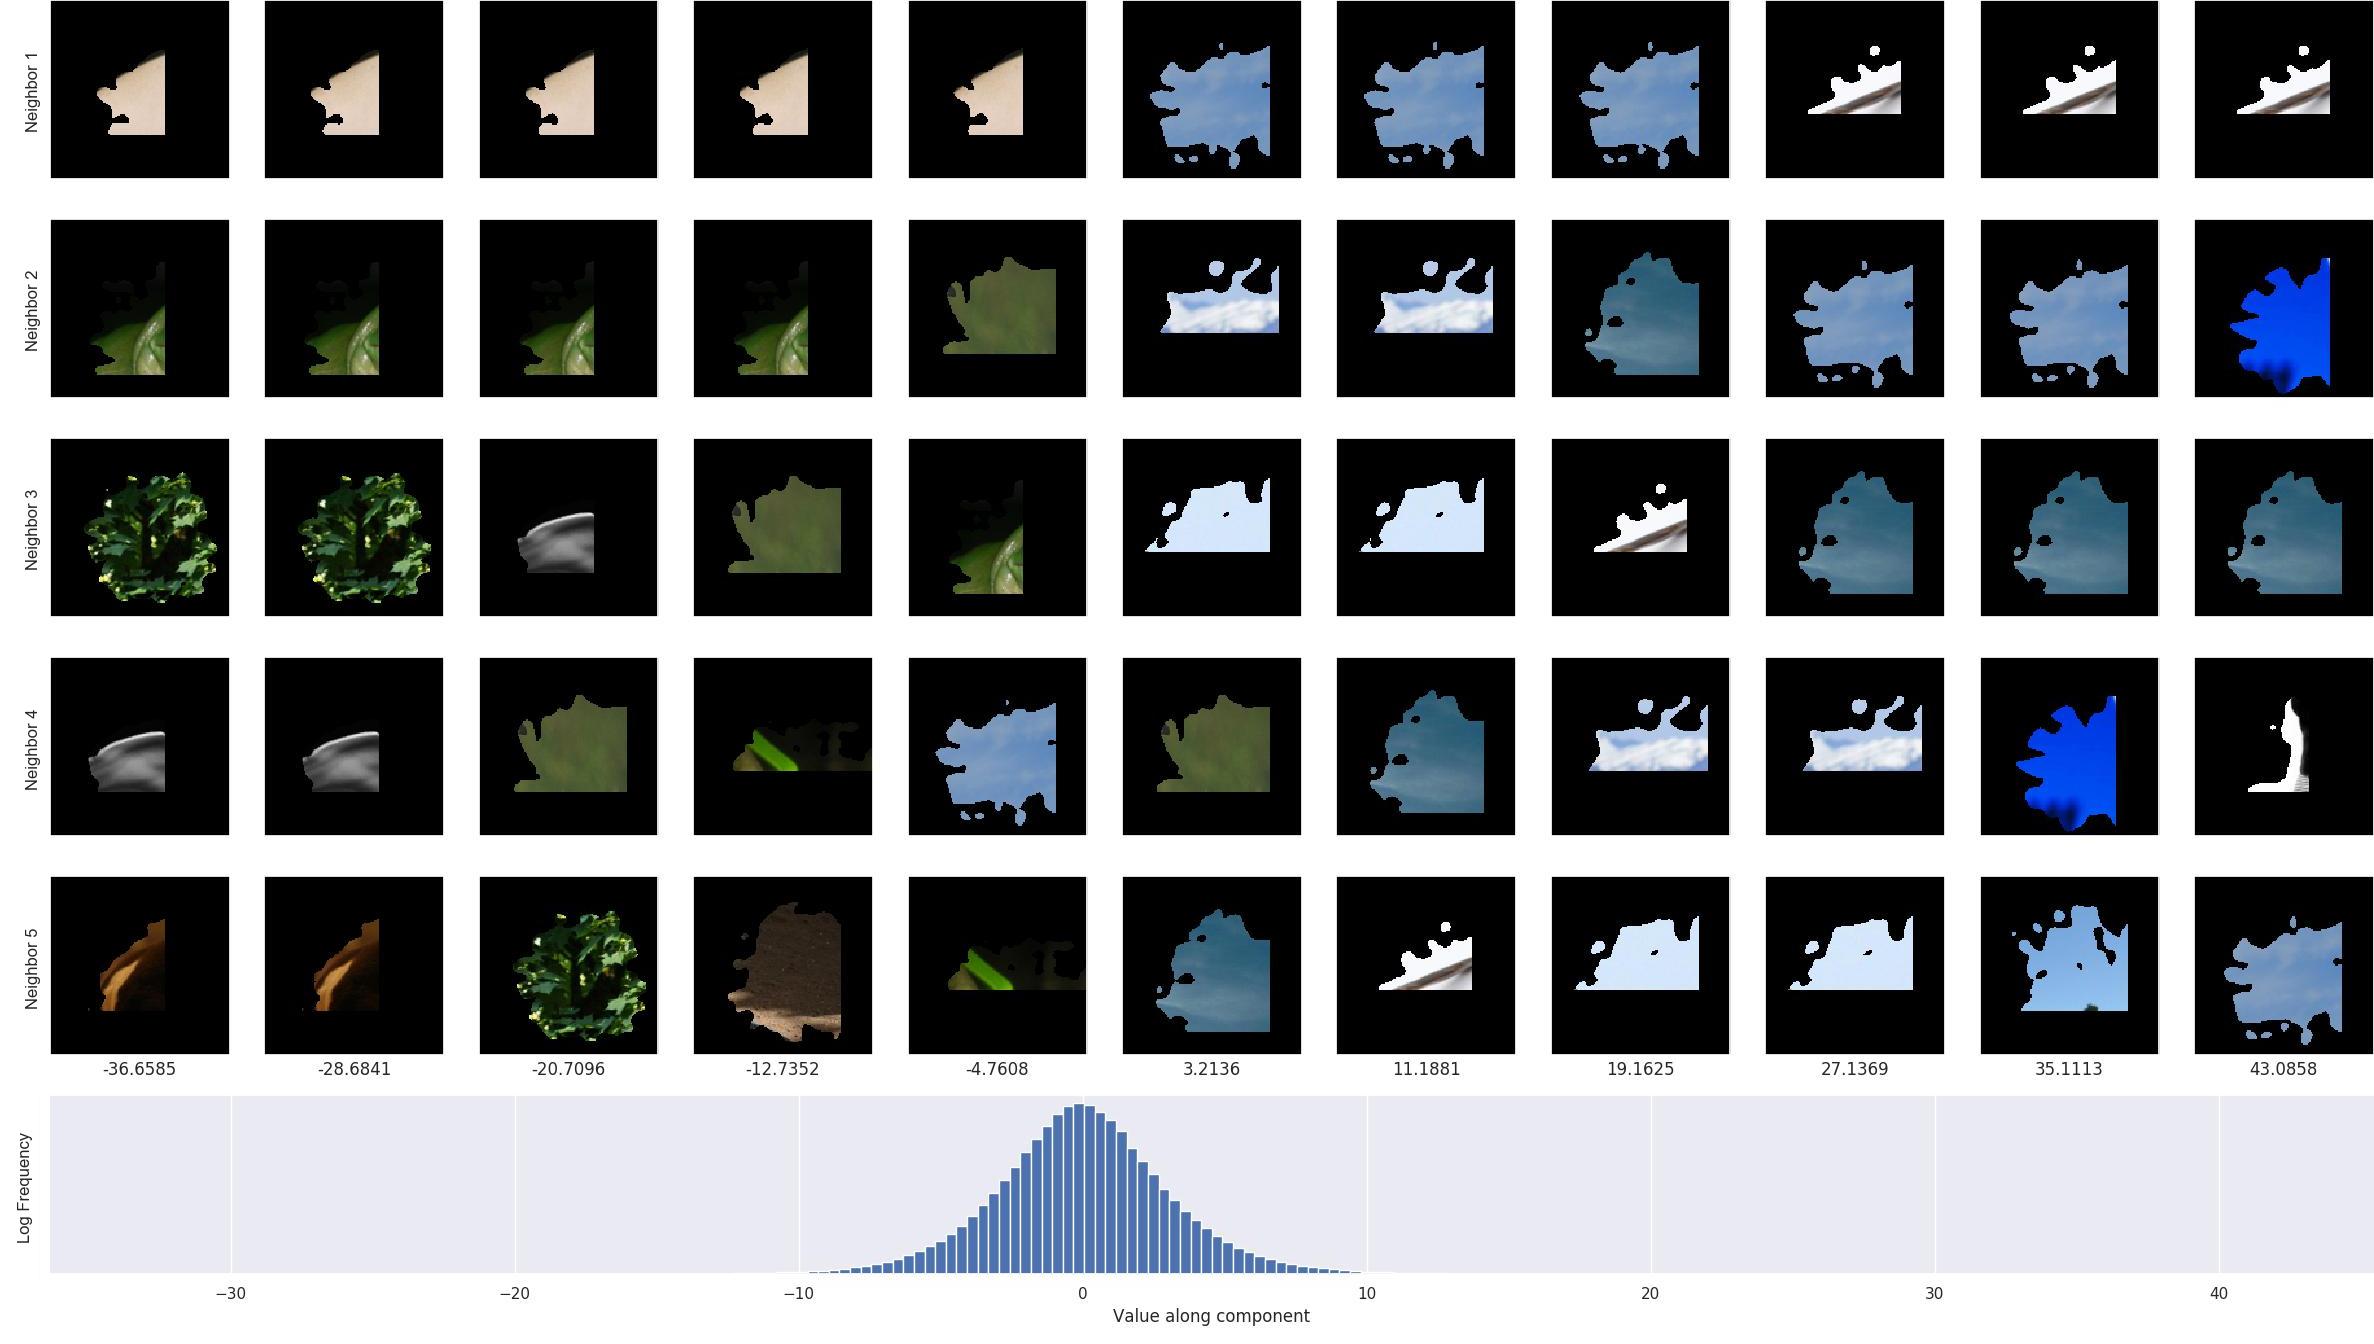 Neighbor 1
Neighbor 2
Neighbor 3
Neighbor 4
Neighbor 5
-36.6585 -28.6841 -20.7096 -12.7352 -4.7608 3.2136 11.1881 19.1625 27.1369 35.1113 43.0858
Log Frequency
−30 −20 −10 0 10 20 30 40
Value along component